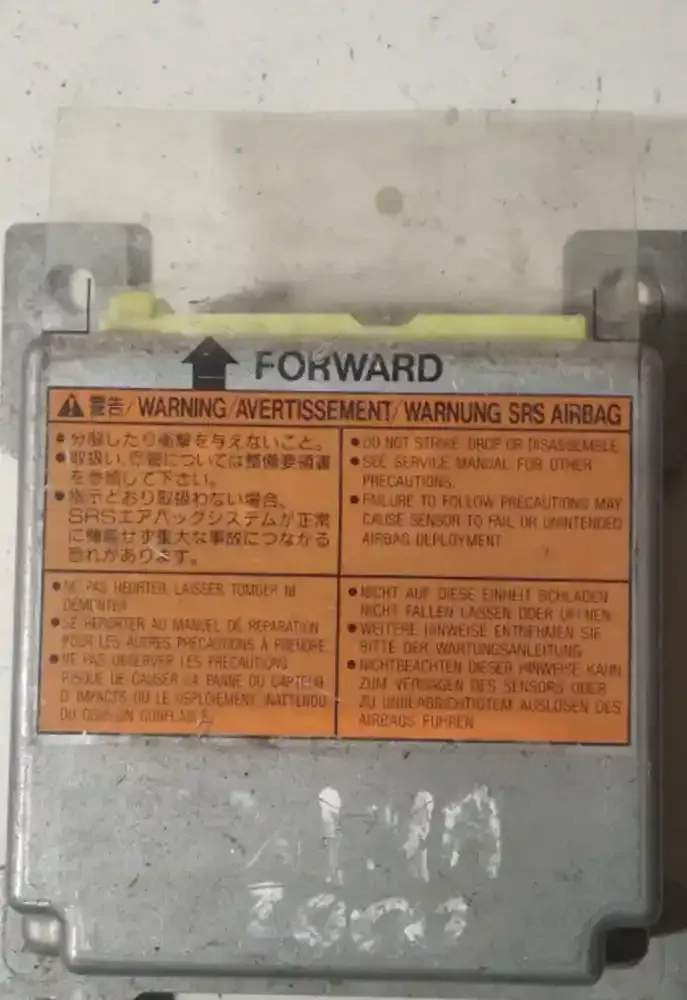 FORWARD
警告/WARNING/AVERTISSEMENT/WARNUNG SRS AIRBAG
• 分解したり衝撃を与えないこと。
• 取扱い、保管については整備要領書
を参照して下さい。
• 指示とおり取扱わない場合、
SRSエアバッグシステムが正常
に機能せず重大な事故につながる
恐れがあります。
• DO NOT STRIKE DROP OR DISASSEMBLE.
• SEE SERVICE MANUAL FOR OTHER
PRECAUTIONS.
• FAILURE TO FOLLOW PRECAUTIONS MAY
CAUSE SENSOR TO FAIL OR UNINTENDED
AIRBAG DEPLOYMENT
• NE PAS HEURTER, LAISSER TOMBER NI
DEMONTER
• SE REPORTER AU MANUEL DE REPARATION
POUR LES AUTRES PRECAUTIONS A PRENDRE.
• NE PAS OBSERVER LES PRECAUTIONS
RISQUE DE CAUSER LA PANNE DU CAPTEUR
D IMPACTS OU LE DEPLOIEMENT INATTENDU
DU COUSSIN GONFLABLE.
• NICHT AUF DIESE EINHEIT SCHLAGEN
NICHT FALLEN LASSEN ODER OFFNEN
• WEITERE HINWEISE ENTNEHMEN SIE
BITTE DER WARTUNGSANLEITUNG
• NICHTBEACHTEN DIESER HINWEISE KANN
ZUM VERSAGEN DES SENSORS ODER
ZU UNBEABSICHTIGTEM AUSLOSEN DES
AIRBAGS FUHREN